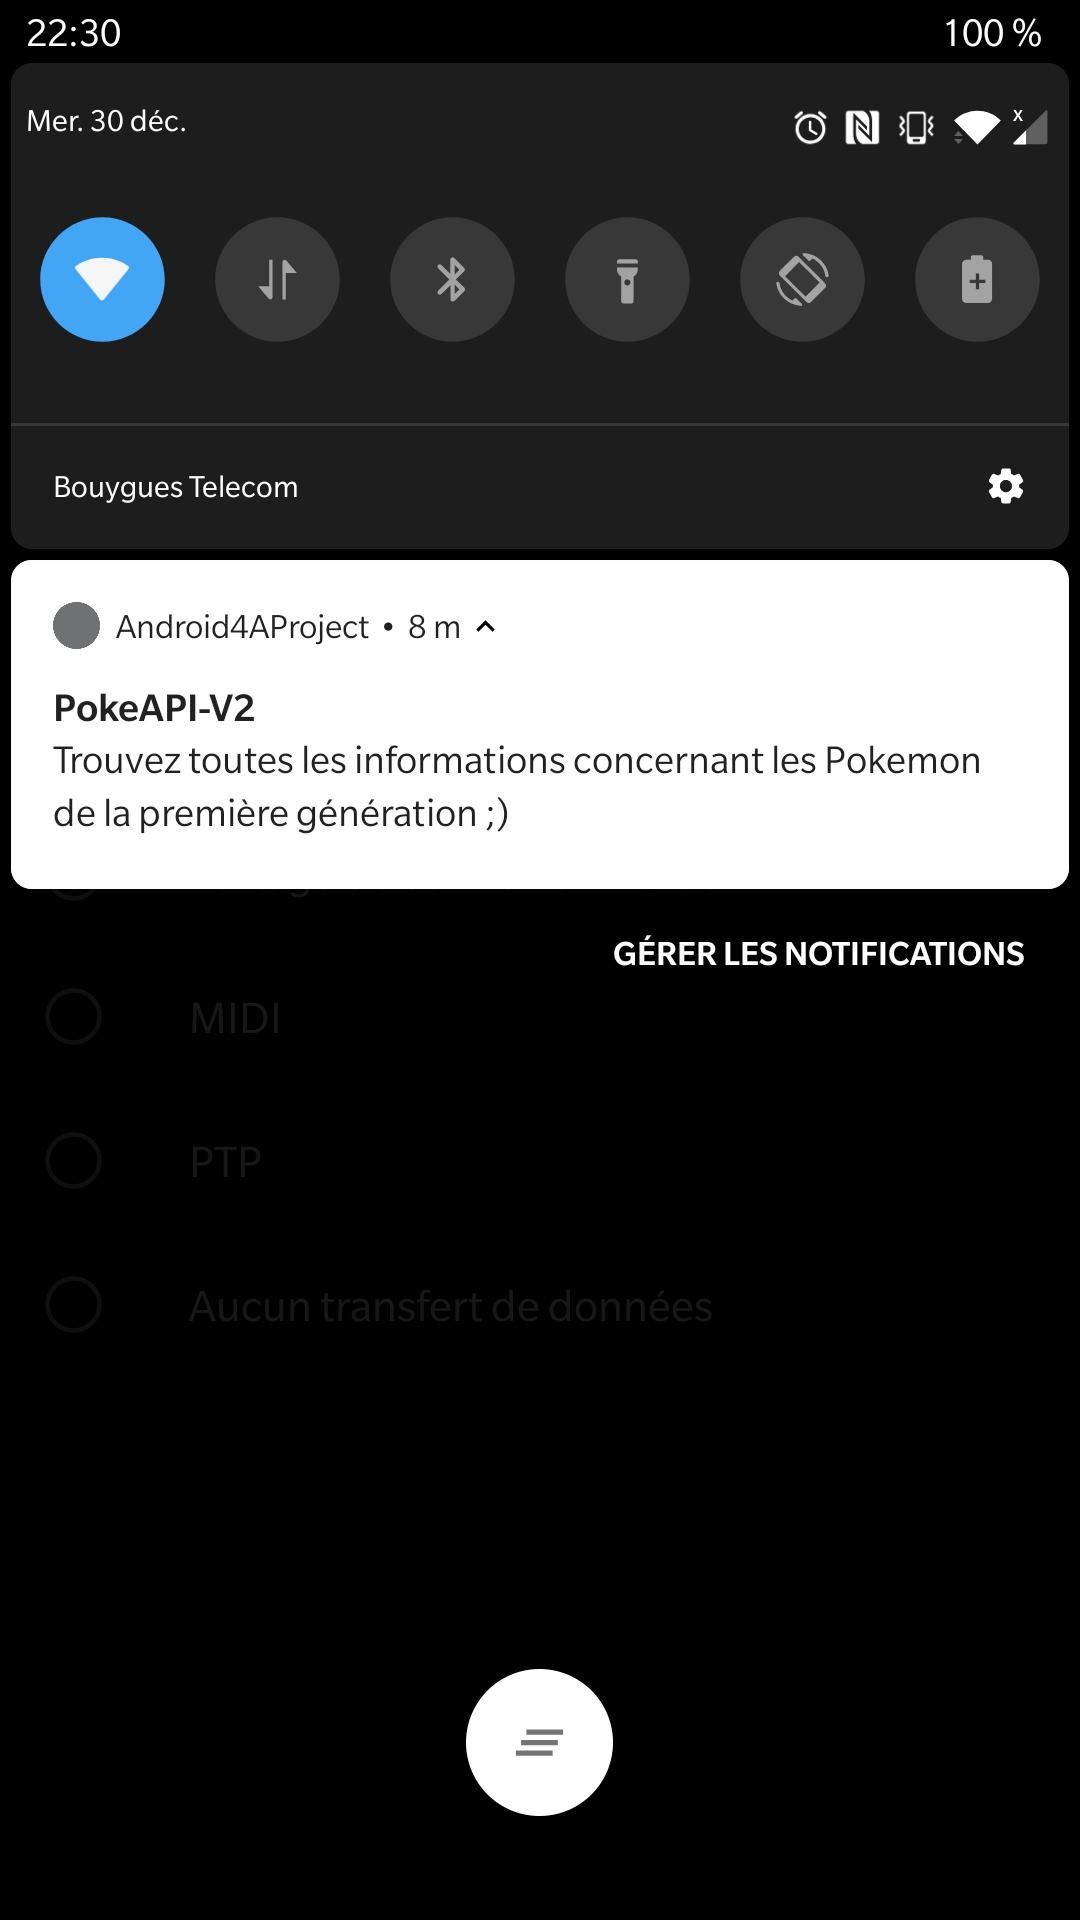 22:30 100 %
Mer. 30 déc.
x
Bouygues Telecom
Android4AProject • 8 m
PokeAPI-V2
Trouvez toutes les informations concernant les Pokemon
de la première génération ;)
GÉRER LES NOTIFICATIONS
MIDI
PTP
Aucun transfert de données